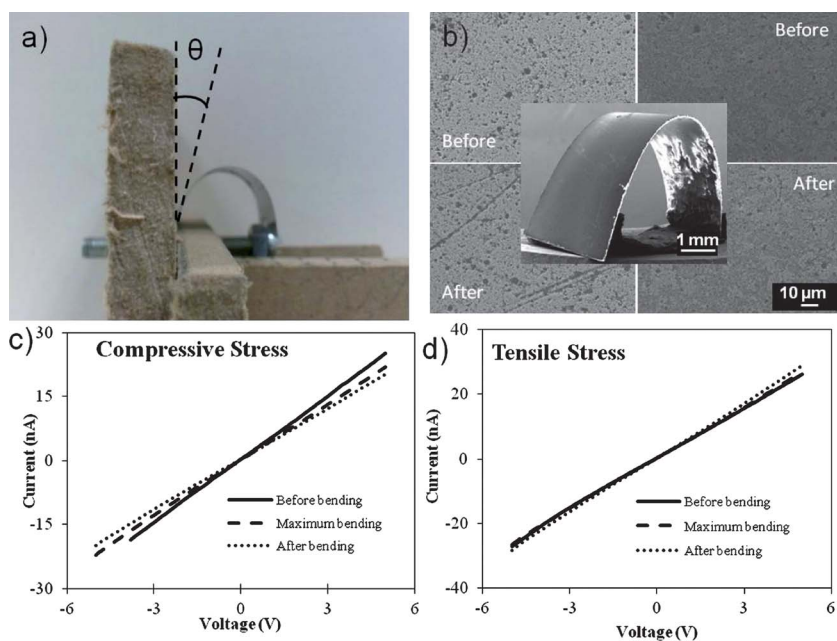 a)
θ
b)
Before
Before
After
After
1 mm
10 µm
c)
Compressive Stress
30
15
0
-15
-30
Current (nA)
Before bending
Maximum bending
After bending
-6
-3
0
3
6
Voltage (V)
d)
Tensile Stress
40
20
0
-20
-40
Current (nA)
Before bending
Maximum bending
After bending
-6
-3
0
3
6
Voltage (V)